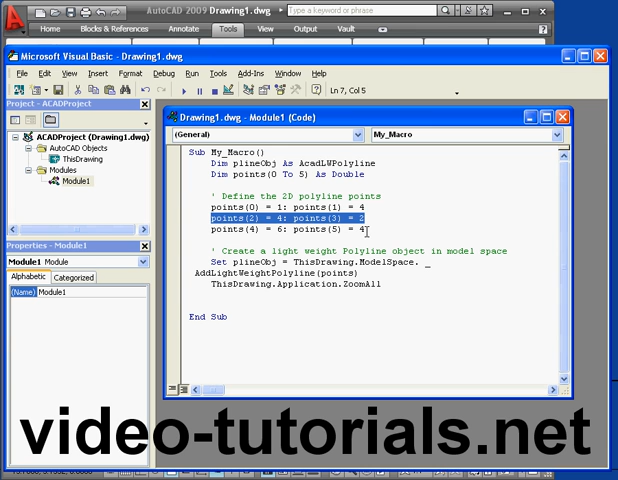 AutoCAD 2009 Drawing1.dwg
Type a keyword or phrase
Home Blocks & References Annotate Tools Output Vault
Microsoft Visual Basic - Drawing1.dwg
File Edit View Insert Format Debug Run Tools Add-Ins Window Help
Ln 7, Col 5
Project - ACADProject
ACADProject (Drawing1.dwg)
AutoCAD Objects
ThisDrawing
Modules
Module1
Properties - Module1
Module1 Module
Alphabetic Categorized
(Name) Module1
Drawing1.dwg - Module1 (Code)
(General) My_Macro
Sub My_Macro()
Dim plineObj As AcadLWPolyline
Dim points(0 To 5) As Double
' Define the 2D polyline points
points(0) = 1: points(1) = 4
points(2) = 4: points(3) = 2
points(4) = 6: points(5) = 4
' Create a light weight Polyline object in model space
Set plineObj = ThisDrawing.ModelSpace. _
AddLightWeightPolyline(points)
ThisDrawing.Application.ZoomAll
End Sub
video-tutorials.net